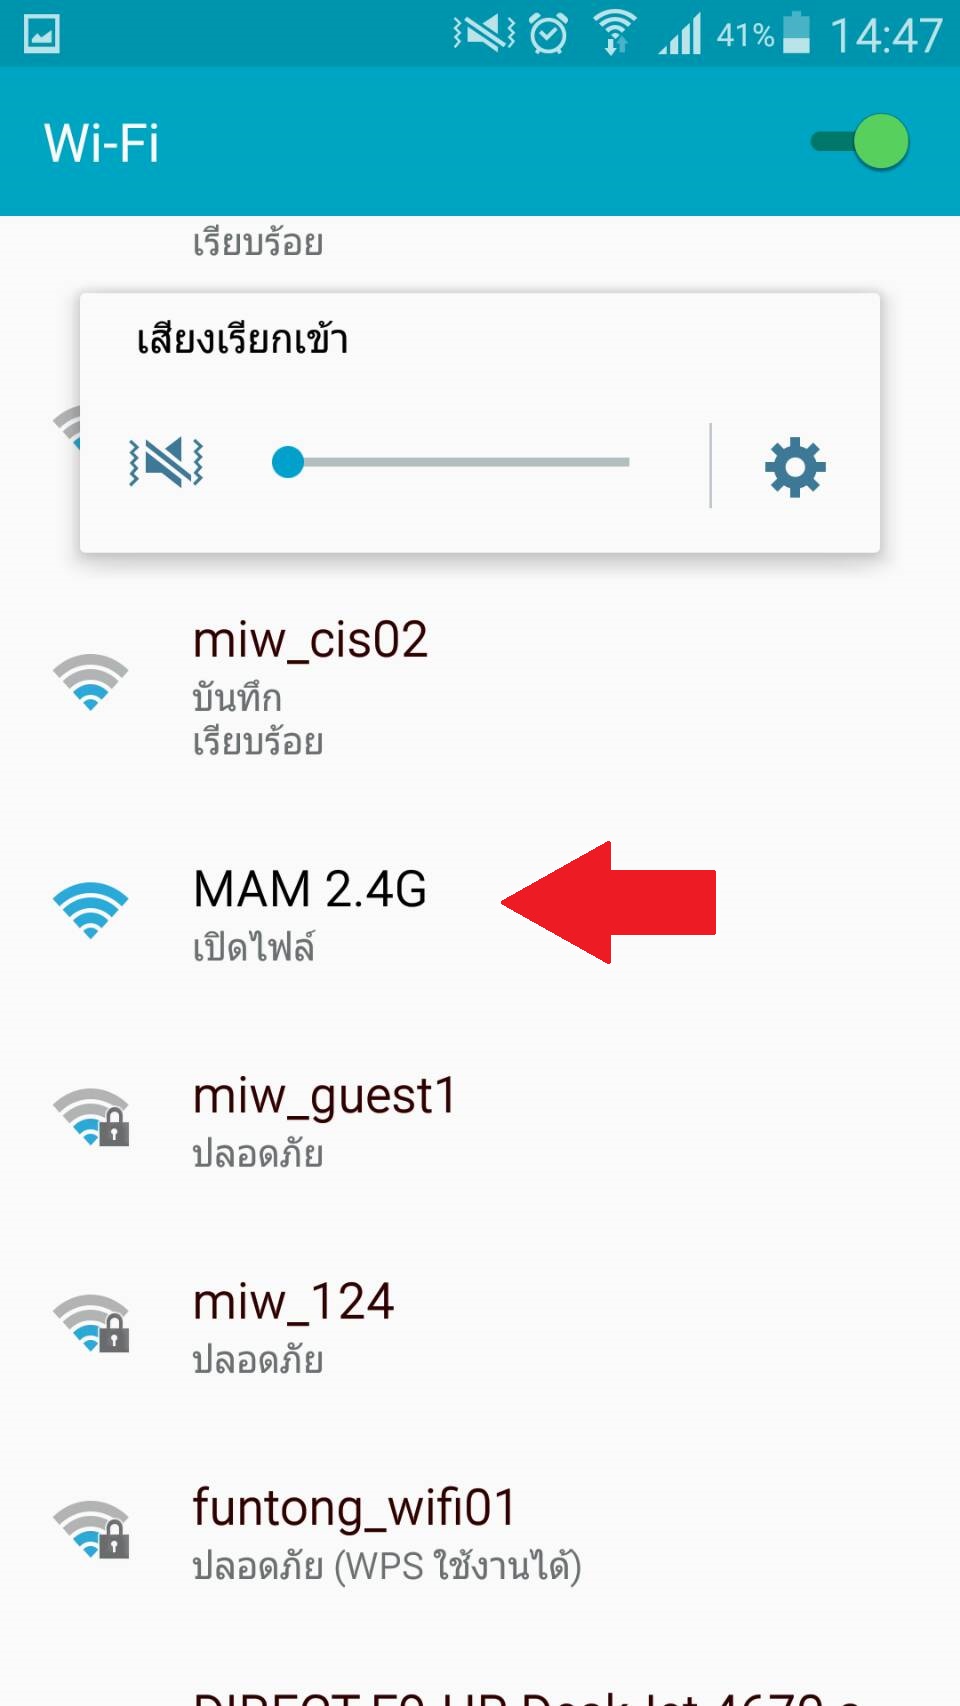 41% 14:47
Wi-Fi
เรียบร้อย
เสียงเรียกเข้า
miw_cis02
บันทึก
เรียบร้อย
MAM 2.4G
เปิดไฟล์
miw_guest1
ปลอดภัย
miw_124
ปลอดภัย
funtong_wifi01
ปลอดภัย (WPS ใช้งานได้)